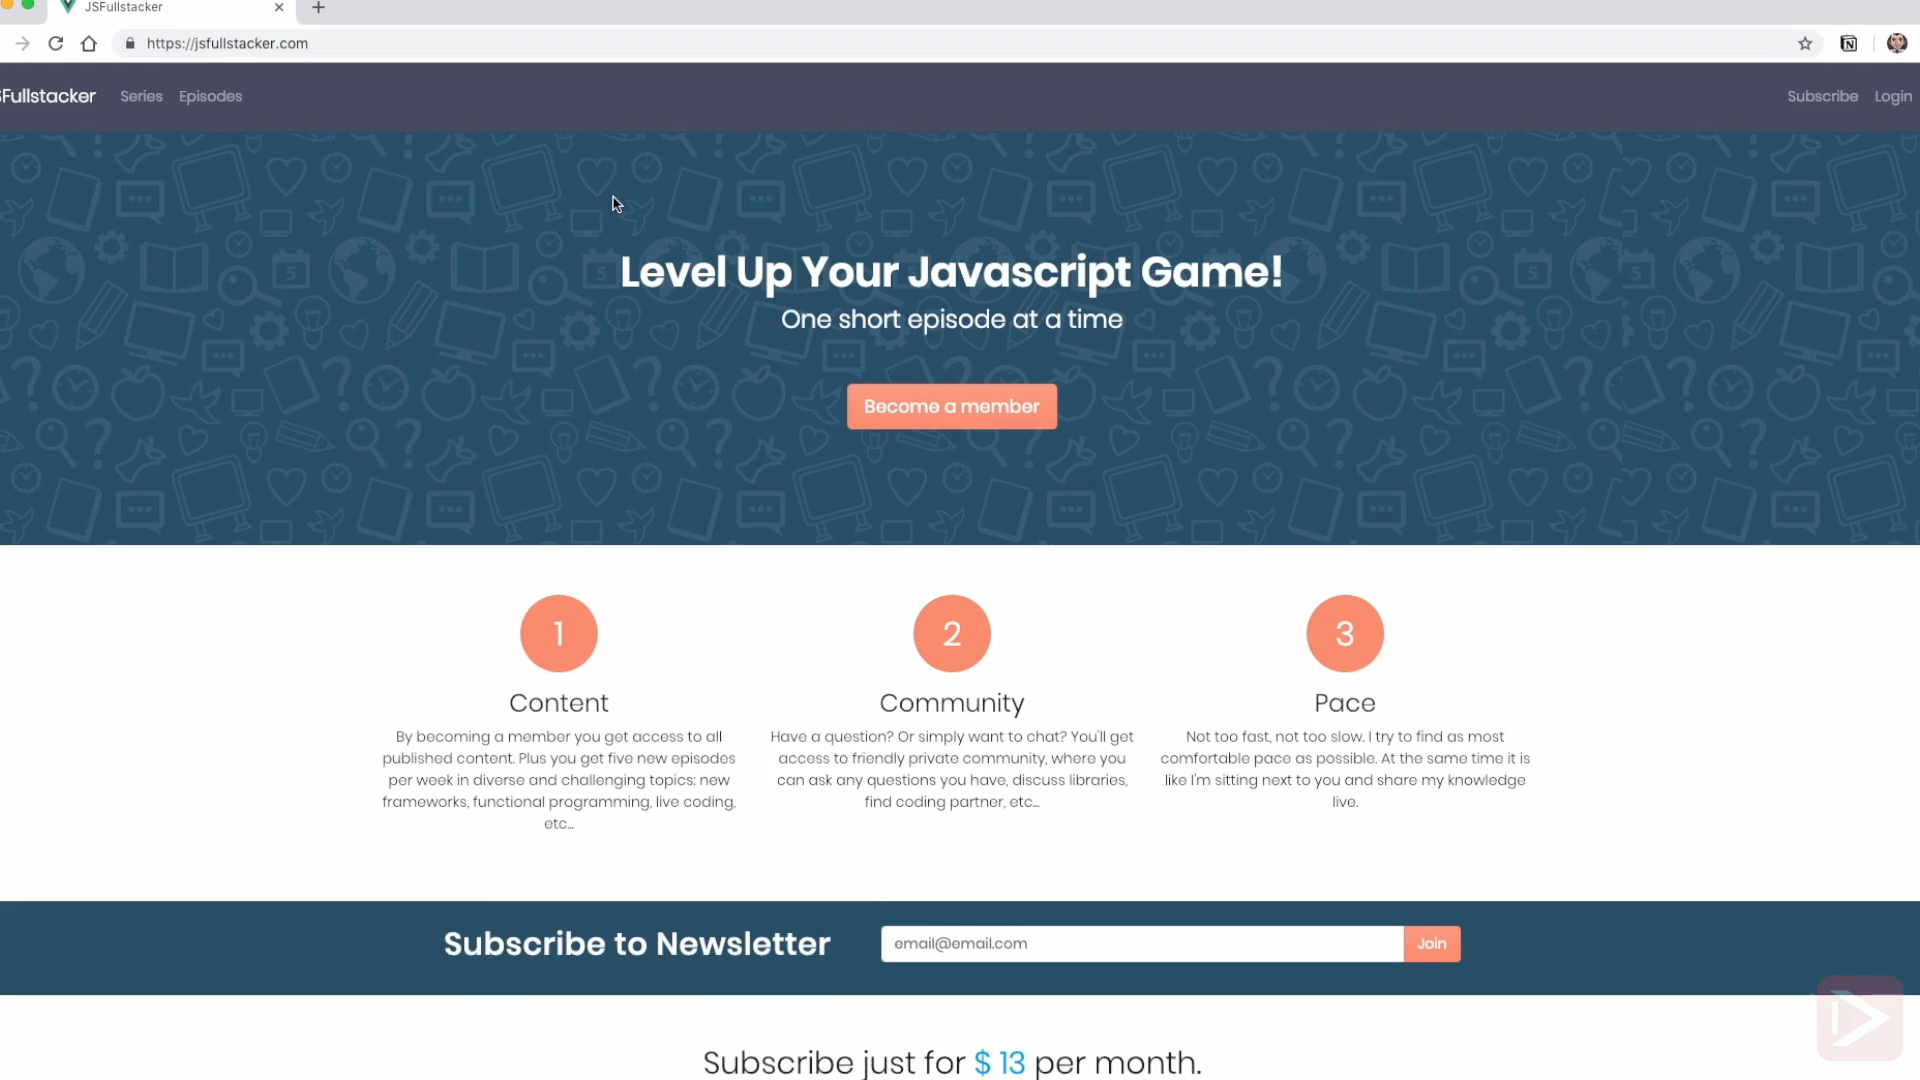 JSFullstacker
https://jsfullstacker.com
SFullstacker Series Episodes Subscribe Login
Level Up Your Javascript Game!
One short episode at a time
Become a member
1
Content
By becoming a member you get access to all
published content. Plus you get five new episodes
per week in diverse and challenging topics: new
frameworks, functional programming, live coding,
etc...
2
Community
Have a question? Or simply want to chat? You'll get
access to friendly private community, where you
can ask any questions you have, discuss libraries,
find coding partner, etc...
3
Pace
Not too fast, not too slow. I try to find as most
comfortable pace as possible. At the same time it is
like I'm sitting next to you and share my knowledge
live.
Subscribe to Newsletter
email@email.com
Join
Subscribe just for $ 13 per month.